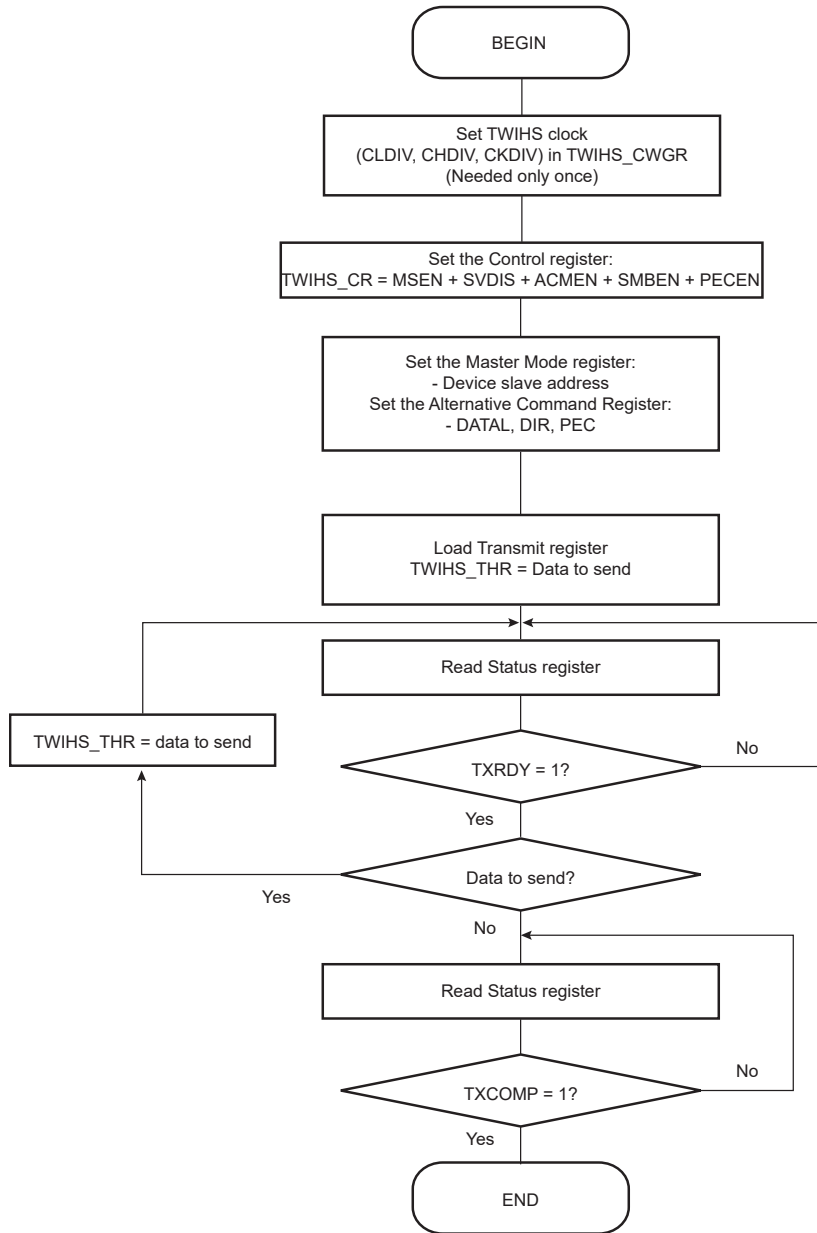 BEGIN
Set TWIHS clock
(CLDIV, CHDIV, CKDIV) in TWIHS_CWGR
(Needed only once)
Set the Control register:
TWIHS_CR = MSEN + SVDIS + ACMEN + SMBEN + PECEN
Set the Master Mode register:
- Device slave address
Set the Alternative Command Register:
- DATAL, DIR, PEC
Load Transmit register
TWIHS_THR = Data to send
Read Status register
TWIHS_THR = data to send
TXRDY = 1?
No
Yes
Data to send?
Yes
No
Read Status register
TXCOMP = 1?
No
Yes
END